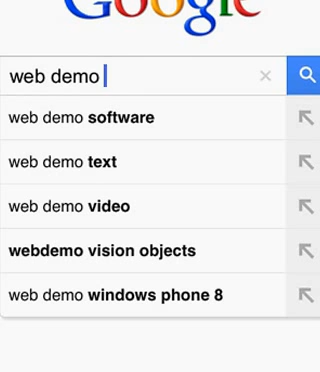 Google
web demo
web demo software
web demo text
web demo video
webdemo vision objects
web demo windows phone 8